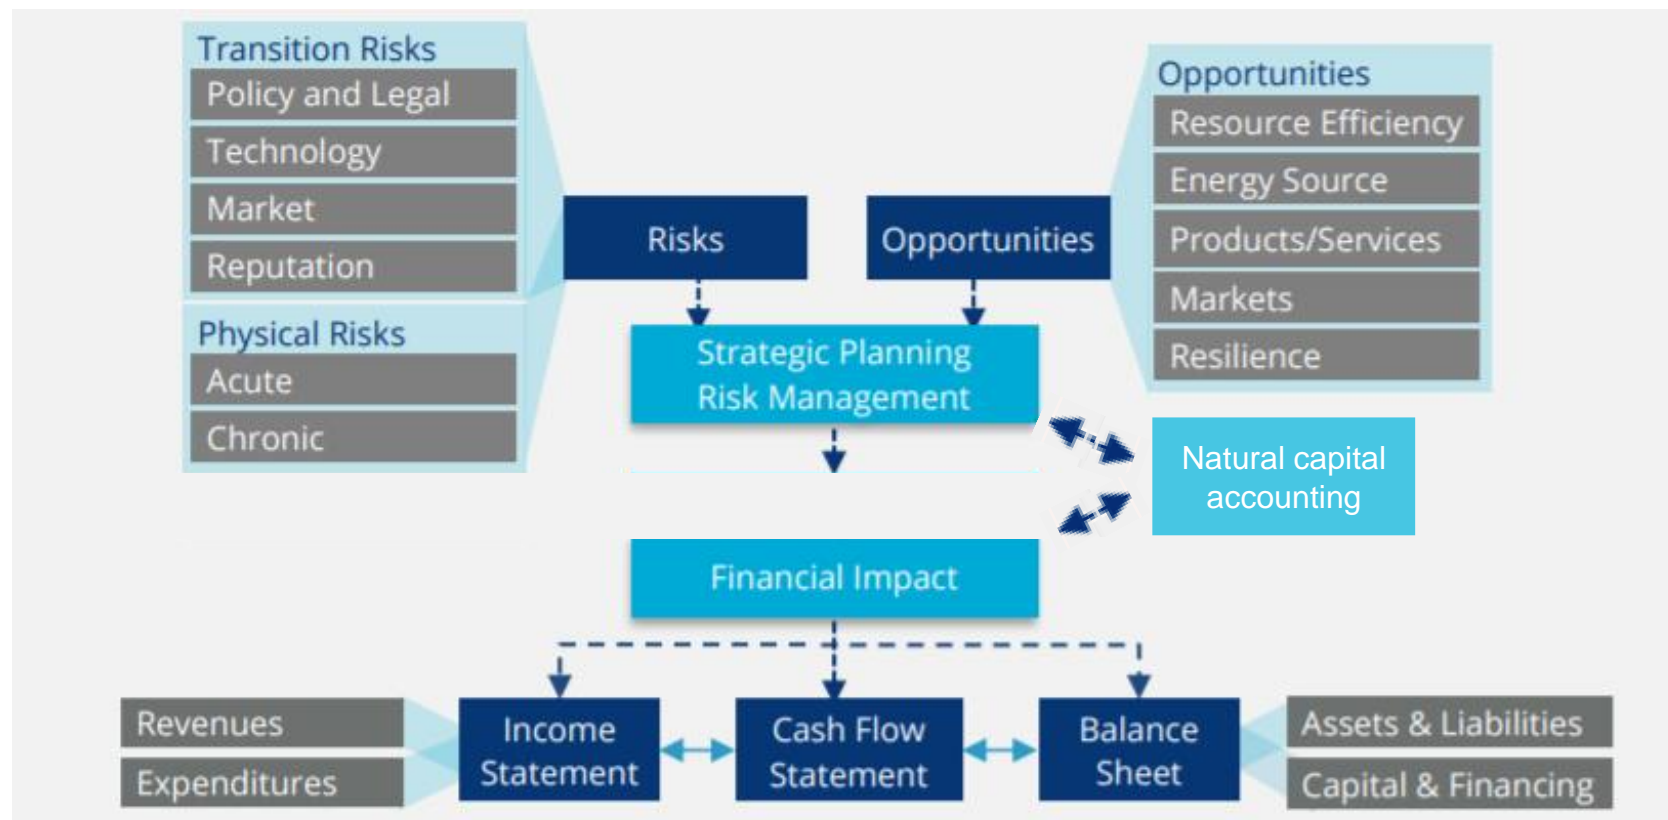 Transition Risks
Policy and Legal
Technology
Market
Reputation
Physical Risks
Acute
Chronic
Risks
Opportunities
Opportunities
Resource Efficiency
Energy Source
Products/Services
Markets
Resilience
Strategic Planning
Risk Management
Natural capital
accounting
Financial Impact
Revenues
Expenditures
Income
Statement
Cash Flow
Statement
Balance
Sheet
Assets & Liabilities
Capital & Financing